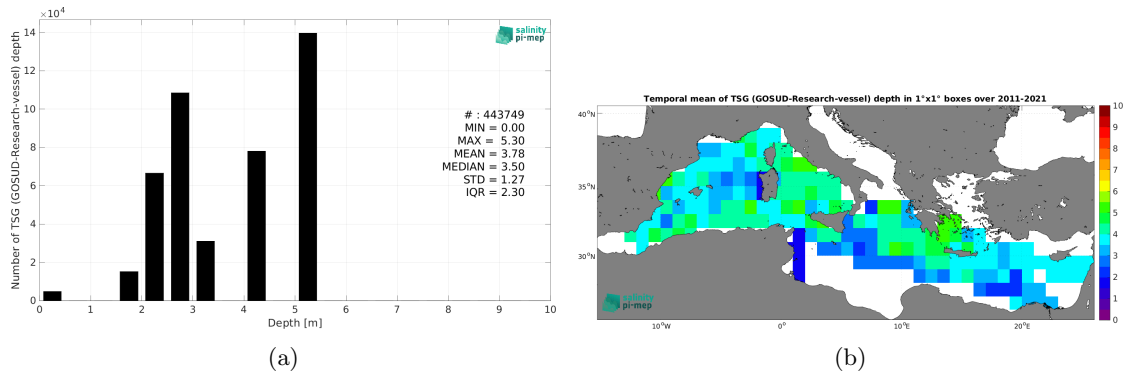 ×10⁴
14
12
10
8
6
4
2
0
Number of TSG (GOSUD-Research-vessel) depth
salinity
pi-mep
# : 443749
MIN = 0.00
MAX = 5.30
MEAN = 3.78
MEDIAN = 3.50
STD = 1.27
IQR = 2.30
0 1 2 3 4 5 6 7 8 9 10
Depth [m]
(a)
Temporal mean of TSG (GOSUD-Research-vessel) depth in 1°x1° boxes over 2011-2021
40°N
35°N
30°N
salinity
pi-mep
10°W 0° 10°E 20°E
10
9
8
7
6
5
4
3
2
1
0
(b)